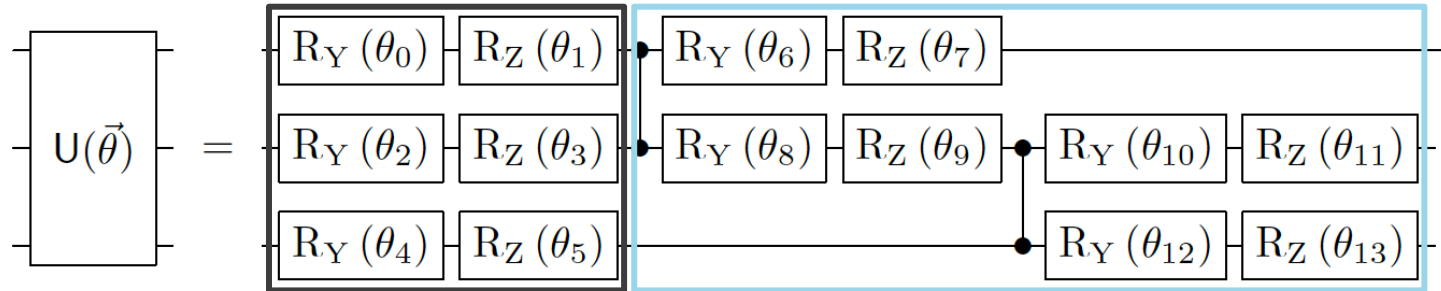 R_Y (θ_0) R_Z (θ_1) R_Y (θ_6) R_Z (θ_7)
U(θ⃗) = R_Y (θ_2) R_Z (θ_3) R_Y (θ_8) R_Z (θ_9) R_Y (θ_10) R_Z (θ_11)
R_Y (θ_4) R_Z (θ_5) R_Y (θ_12) R_Z (θ_13)